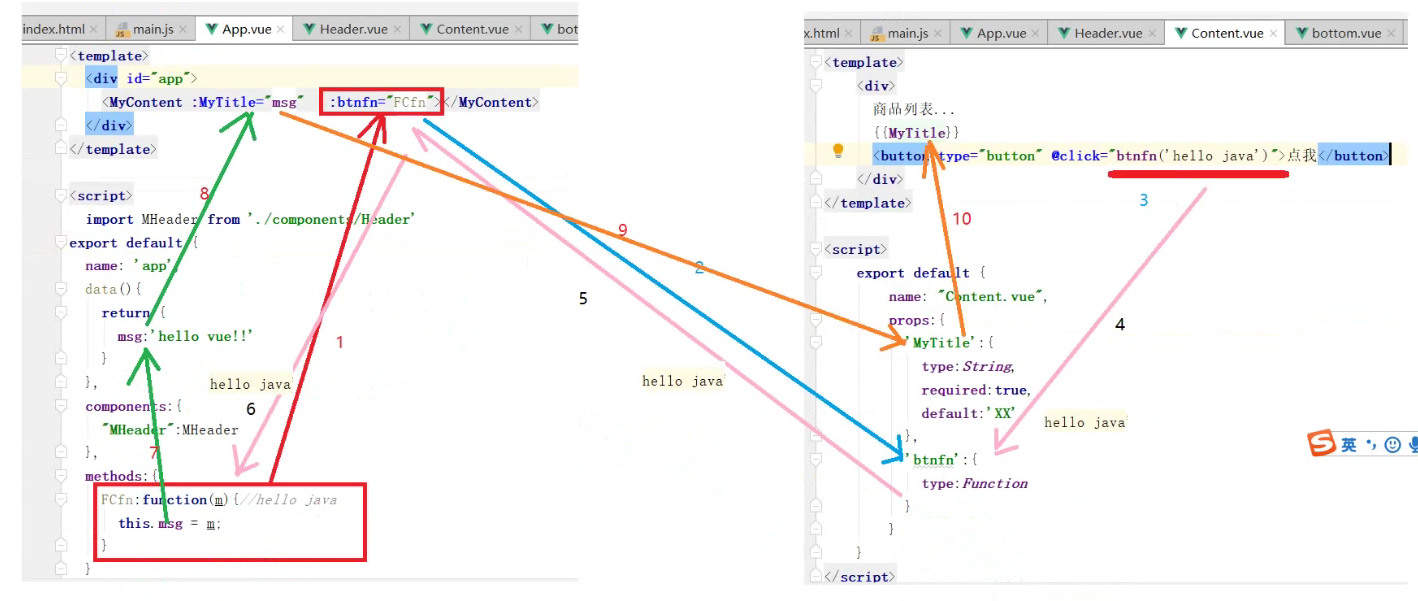 index.html main.js App.vue Header.vue Content.vue bot
<template>
<div id="app">
<MyContent :MyTitle="msg" :btnfn="FCfn"></MyContent>
</div>
</template>
8
<script>
import MHeader from './components/Header'
export default {
name: 'app',
data(){
return {
msg:'hello vue!!'
1
}
hello java
},
6
components:{
"MHeader":MHeader
},
7
methods:{
FCfn:function(m){//hello java
this.msg = m;
}
}
9
2
5
hello java
x.html main.js App.vue Header.vue Content.vue bottom.vue
<template>
<div>
商品列表...
{{MyTitle}}
<button type="button" @click="btnfn('hello java')">点我</button>
</div>
3
</template>
10
<script>
export default {
name: "Content.vue",
props:{
4
'MyTitle':{
type:String,
required:true,
default:'XX'
hello java
},
'btnfn':{
type:Function
}
}
}
</script>
S 英